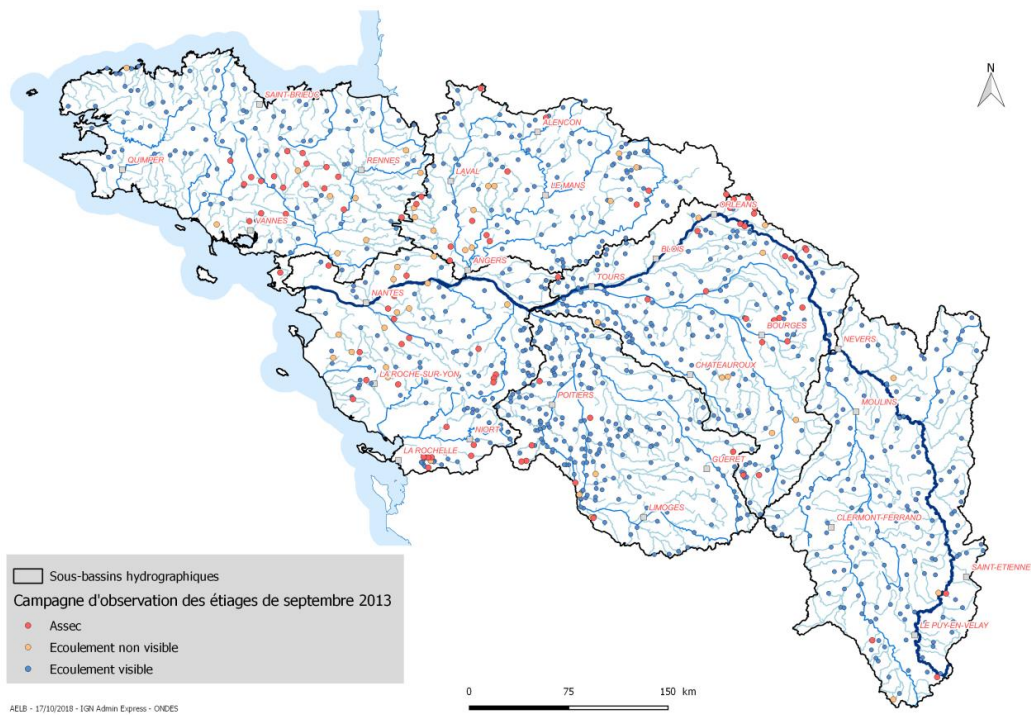 N
SAINT-BRIEUC
ALENCON
QUIMPER
RENNES
LAVAL
LE MANS
ORLEANS
VANNES
ANGERS
BLOIS
TOURS
NANTES
BOURGES
NEVERS
CHATEAUROUX
LA ROCHE-SUR-YON
POITIERS
MOULINS
NIORT
LA ROCHELLE
GUERET
LIMOGES
CLERMONT-FERRAND
SAINT-ETIENNE
LE PUY-EN-VELAY
Sous-bassins hydrographiques
Campagne d'observation des étiages de septembre 2013
Assec
Ecoulement non visible
Ecoulement visible
0 75 150 km
AELB - 17/10/2018 - IGN Admin Express - ONDES